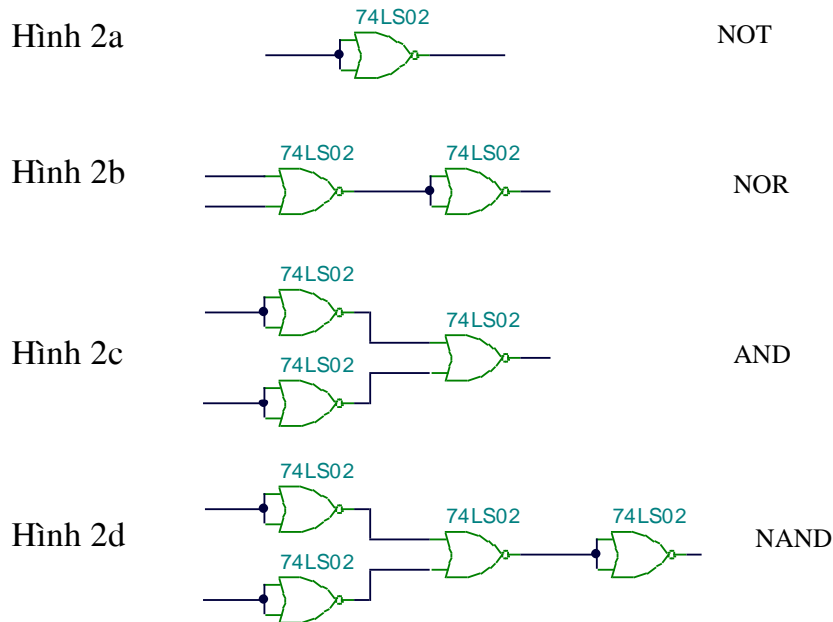 74LS02
Hình 2a
NOT
74LS02 74LS02
Hình 2b
NOR
74LS02
74LS02
Hình 2c
AND
74LS02
74LS02
74LS02 74LS02
Hình 2d
NAND
74LS02